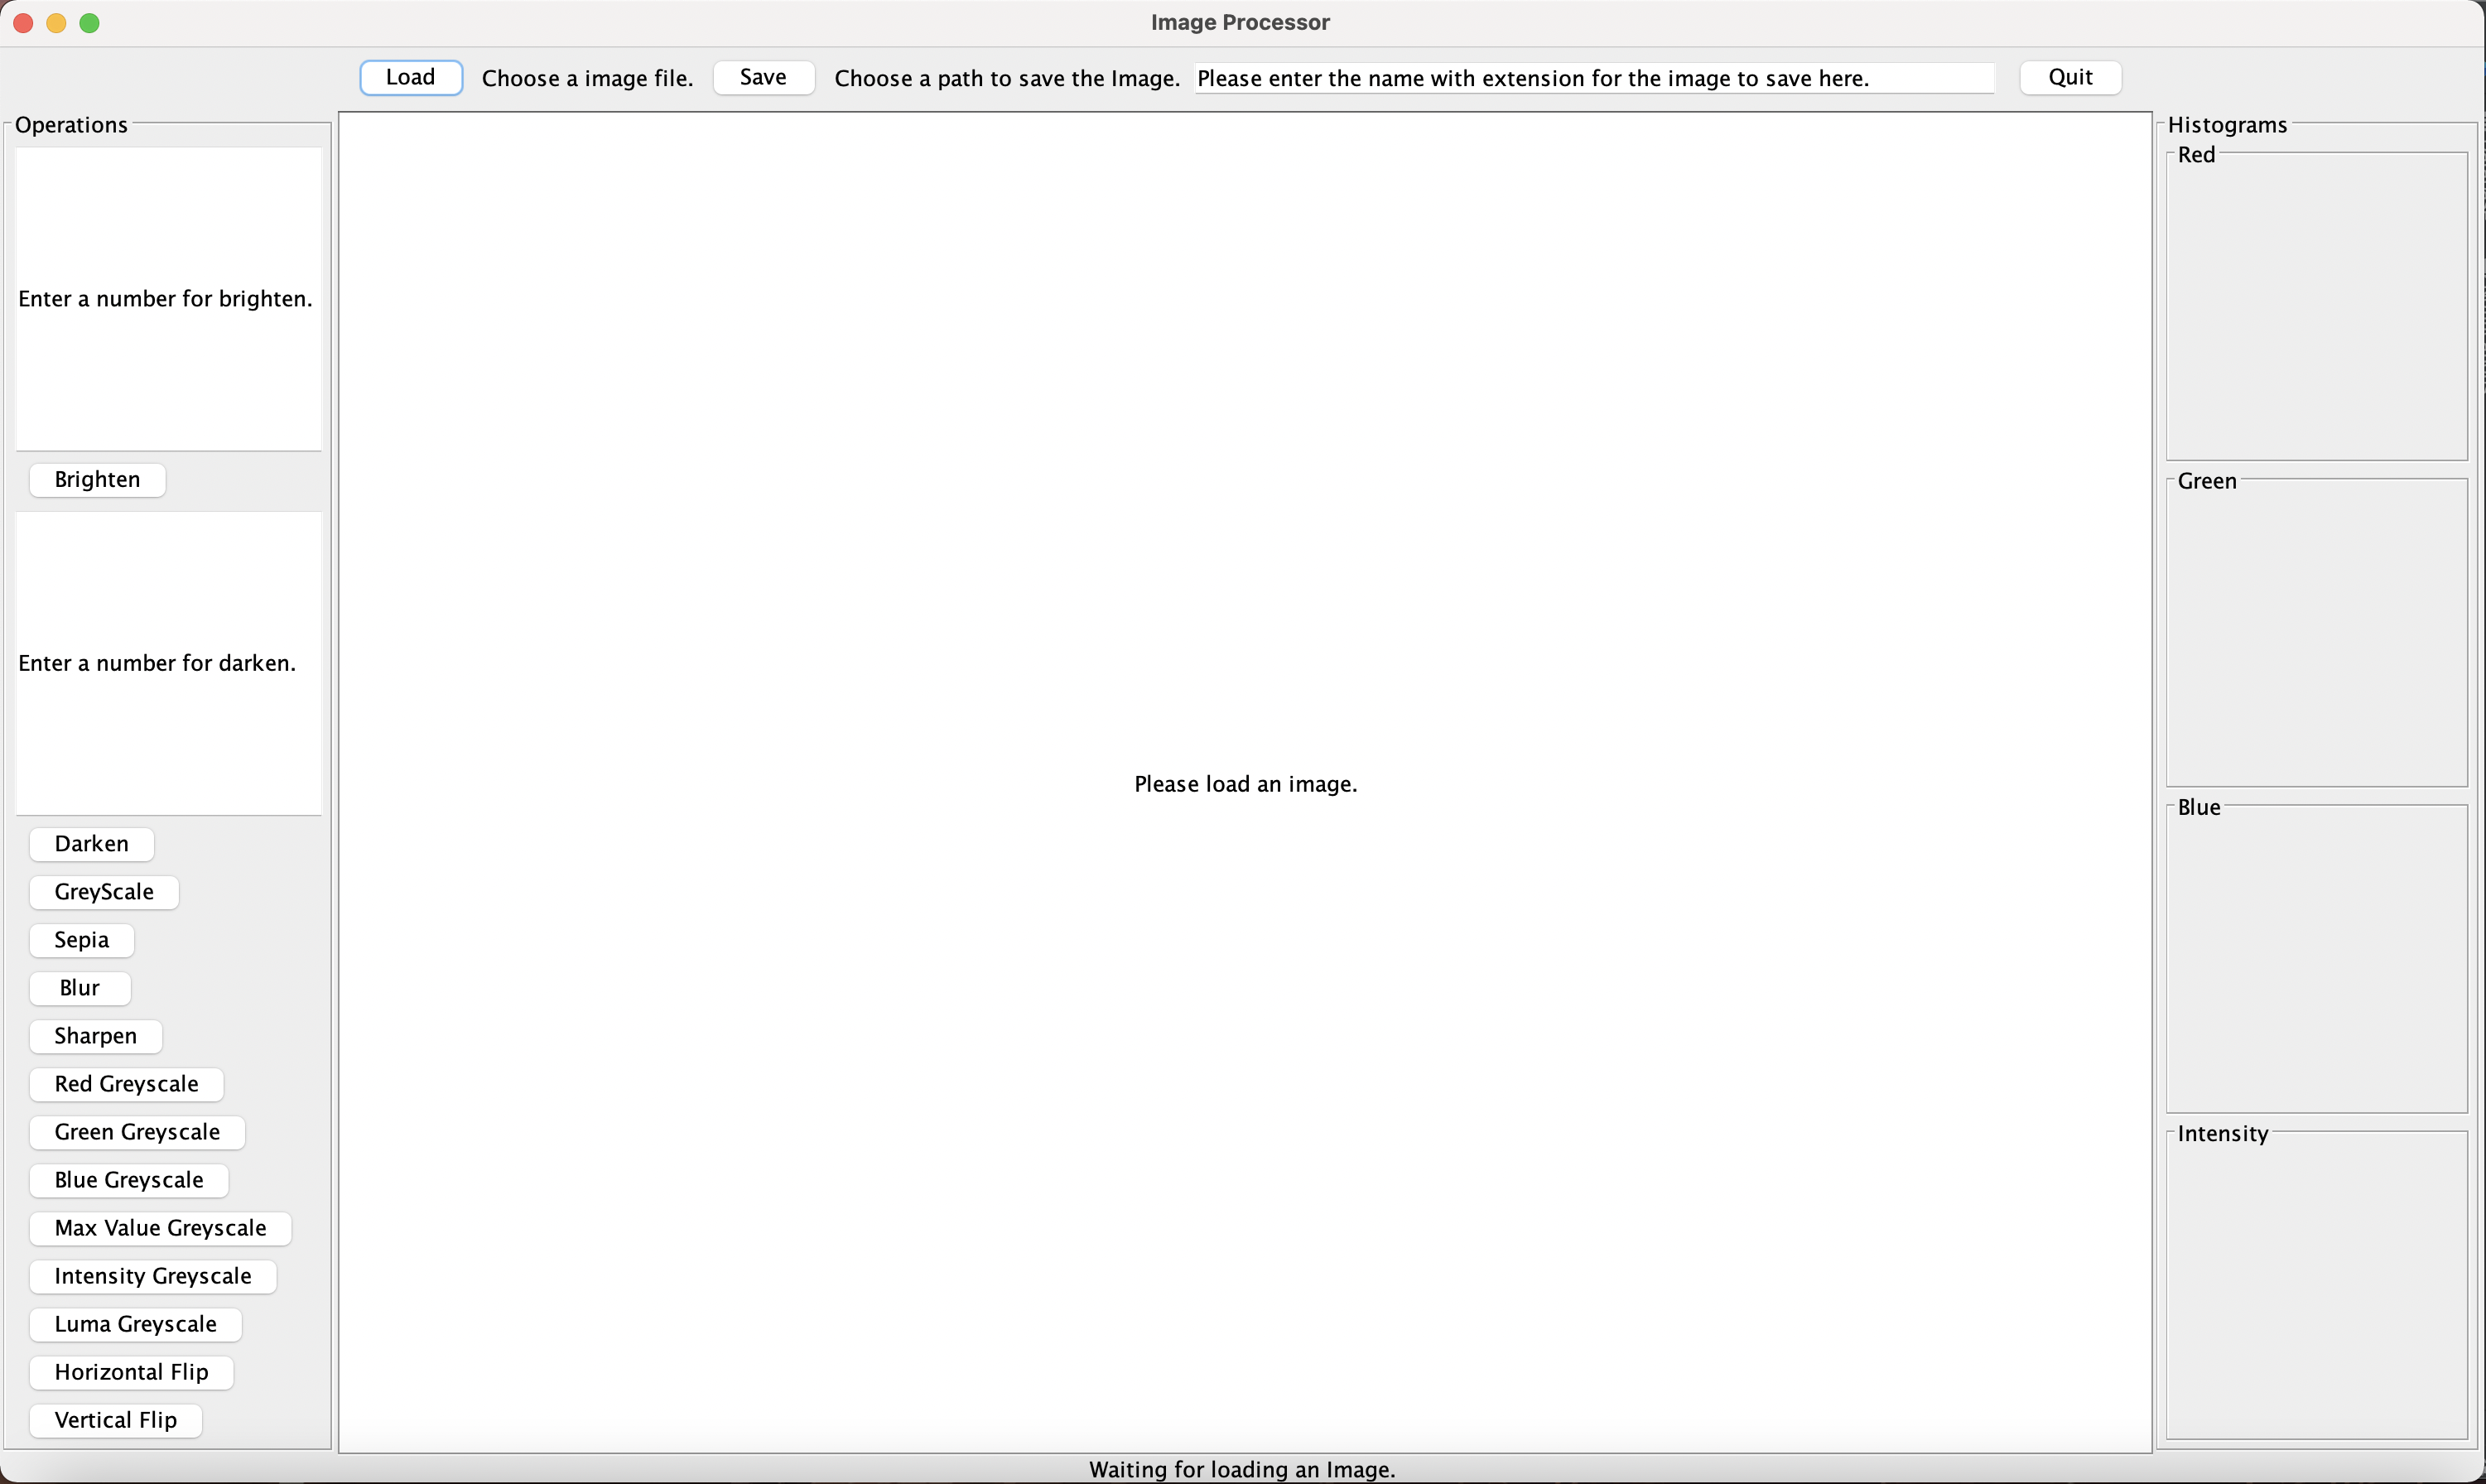 Image Processor
Load Choose a image file. Save Choose a path to save the Image. Please enter the name with extension for the image to save here. Quit
Operations
Enter a number for brighten.
Brighten
Enter a number for darken.
Darken
GreyScale
Sepia
Blur
Sharpen
Red Greyscale
Green Greyscale
Blue Greyscale
Max Value Greyscale
Intensity Greyscale
Luma Greyscale
Horizontal Flip
Vertical Flip
Please load an image.
Histograms
Red
Green
Blue
Intensity
Waiting for loading an Image.